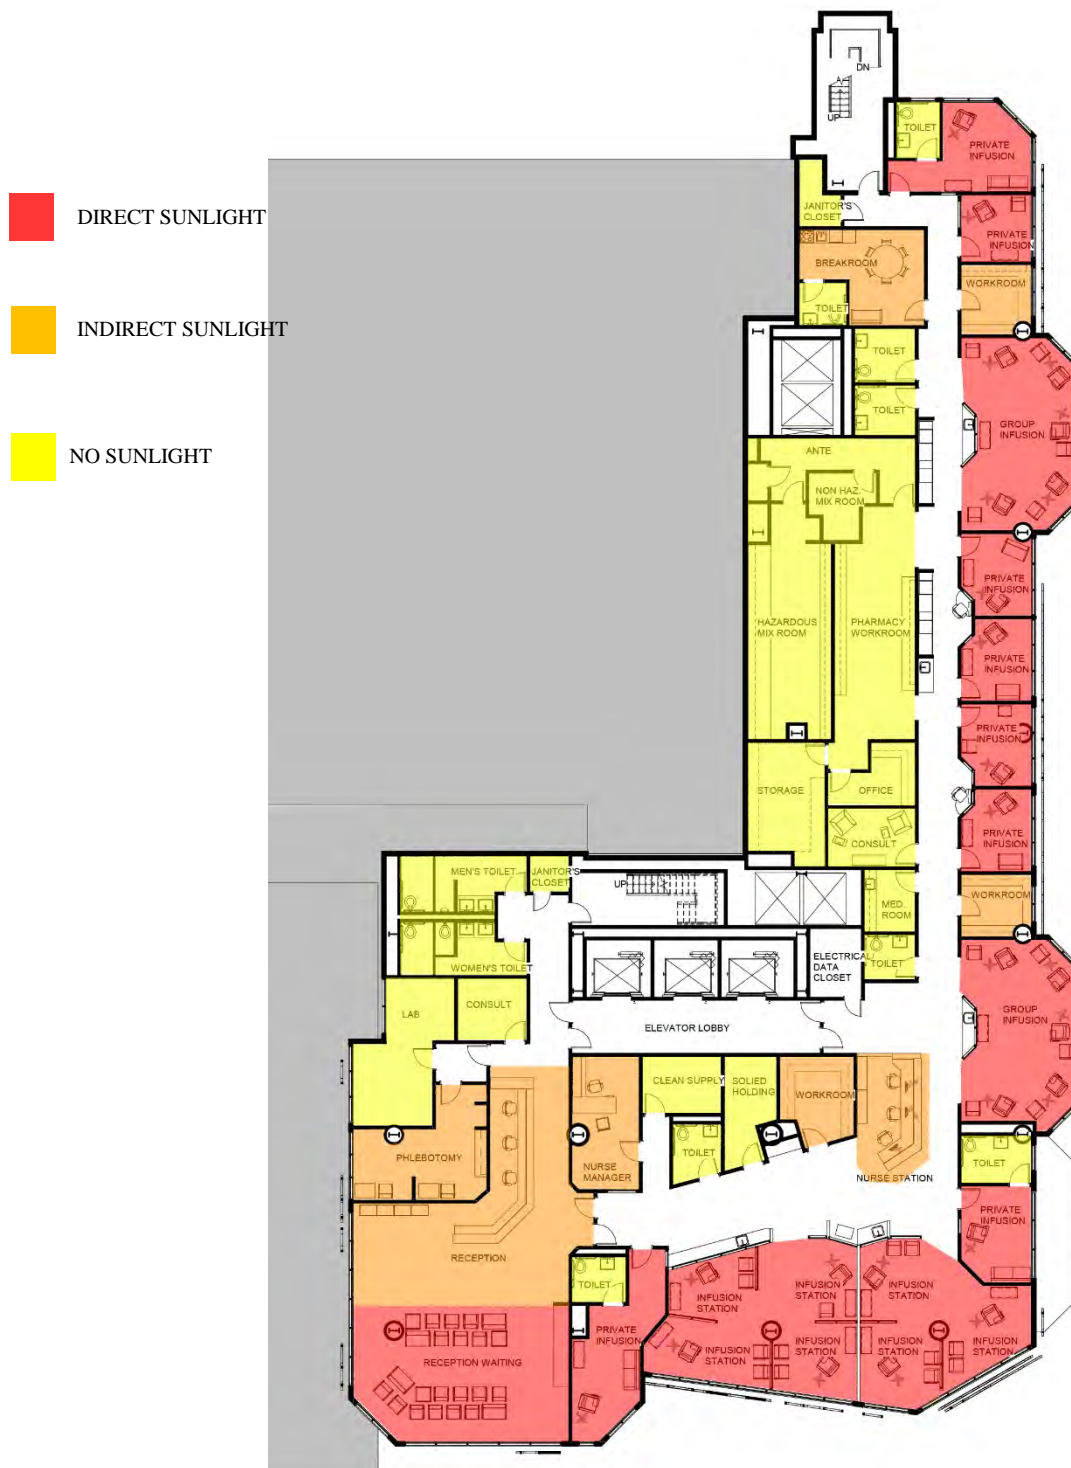 DN
UP
TOILET
PRIVATE
INFUSION
DIRECT SUNLIGHT
JANITOR'S
CLOSET
PRIVATE
INFUSION
BREAKROOM
WORKROOM
TOILET
INDIRECT SUNLIGHT
TOILET
TOILET
GROUP
INFUSION
NO SUNLIGHT
ANTE
NON HAZ.
MIX ROOM
PRIVATE
INFUSION
HAZARDOUS
MIX ROOM
PHARMACY
WORKROOM
PRIVATE
INFUSION
PRIVATE
INFUSION
STORAGE
OFFICE
CONSULT
PRIVATE
INFUSION
MEN'S TOILET
JANITOR'S
CLOSET
UP
MED.
ROOM
WORKROOM
WOMEN'S TOILET
ELECTRICAL/
DATA
CLOSET
TOILET
LAB
CONSULT
ELEVATOR LOBBY
GROUP
INFUSION
CLEAN SUPPLY
SOLIED
HOLDING
WORKROOM
PHLEBOTOMY
NURSE
MANAGER
TOILET
NURSE STATION
TOILET
PRIVATE
INFUSION
RECEPTION
TOILET
INFUSION
STATION
INFUSION
STATION
INFUSION
STATION
PRIVATE
INFUSION
INFUSION
STATION
INFUSION
STATION
INFUSION
STATION
INFUSION
STATION
RECEPTION WAITING